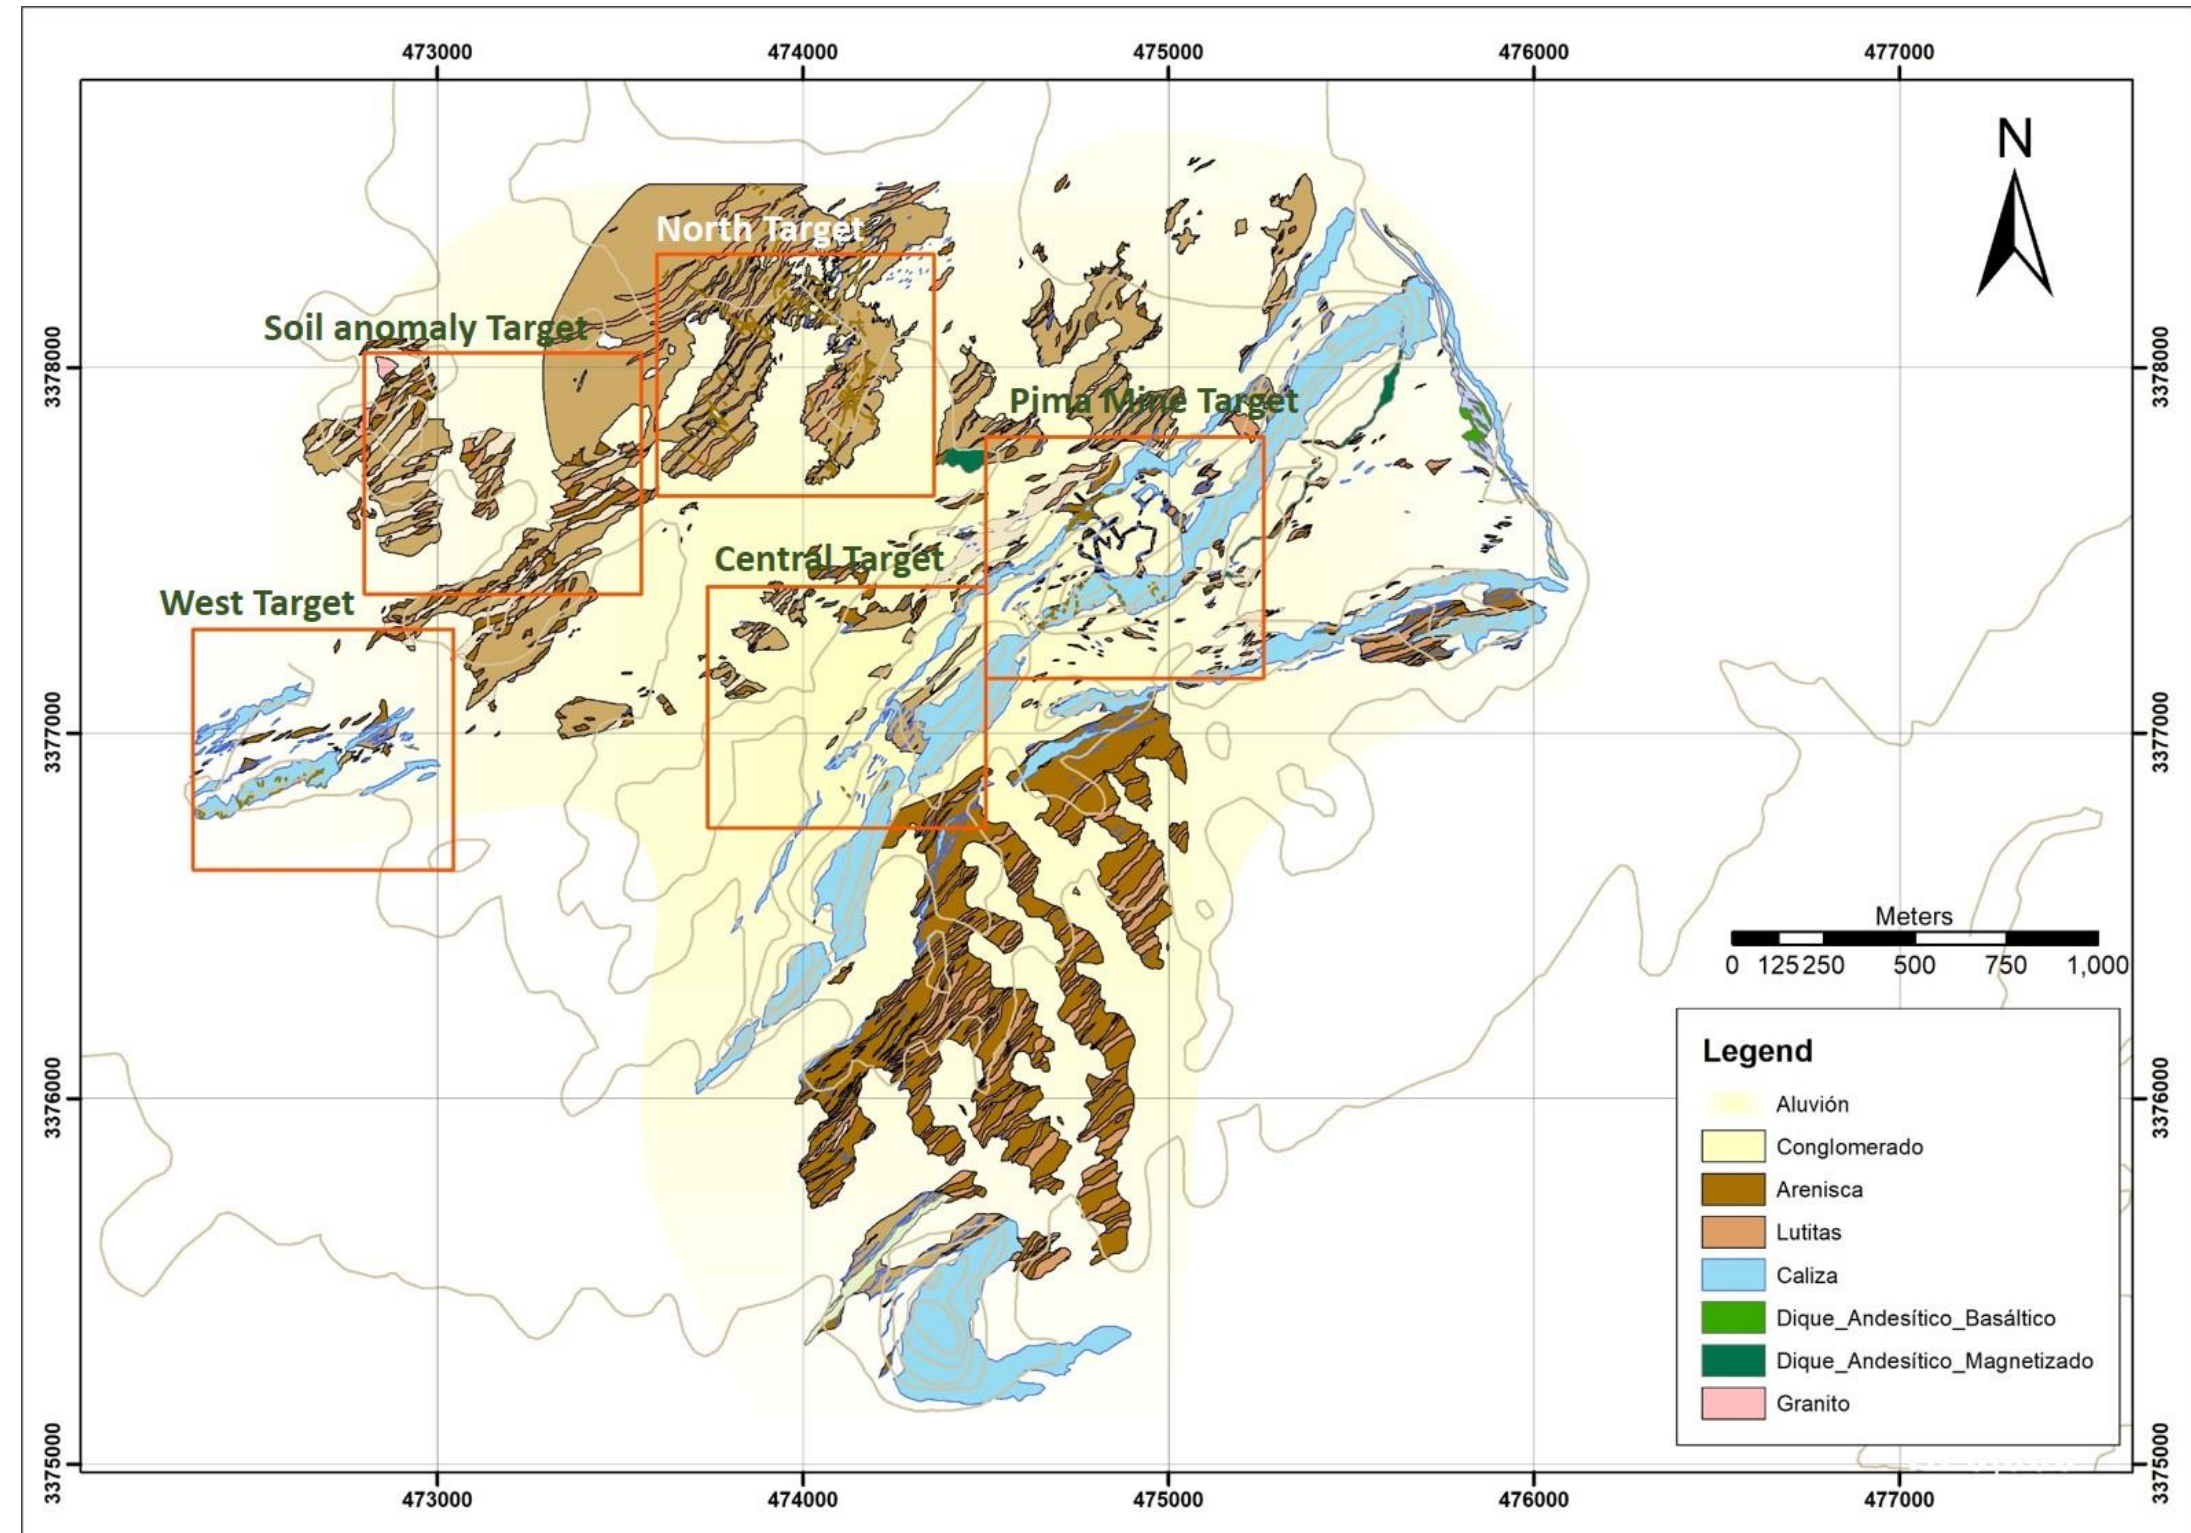 473000 474000 475000 476000 477000
N
North Target
Soil anomaly Target
3378000
3378000
Pima Mine Target
Central Target
West Target
3377000
3377000
Meters
0 125 250 500 750 1,000
Legend
Aluvión
Conglomerado
Arenisca
Lutitas
Caliza
Dique_Andesítico_Basáltico
Dique_Andesítico_Magnetizado
Granito
3376000
3376000
3375000
3375000
473000 474000 475000 476000 477000